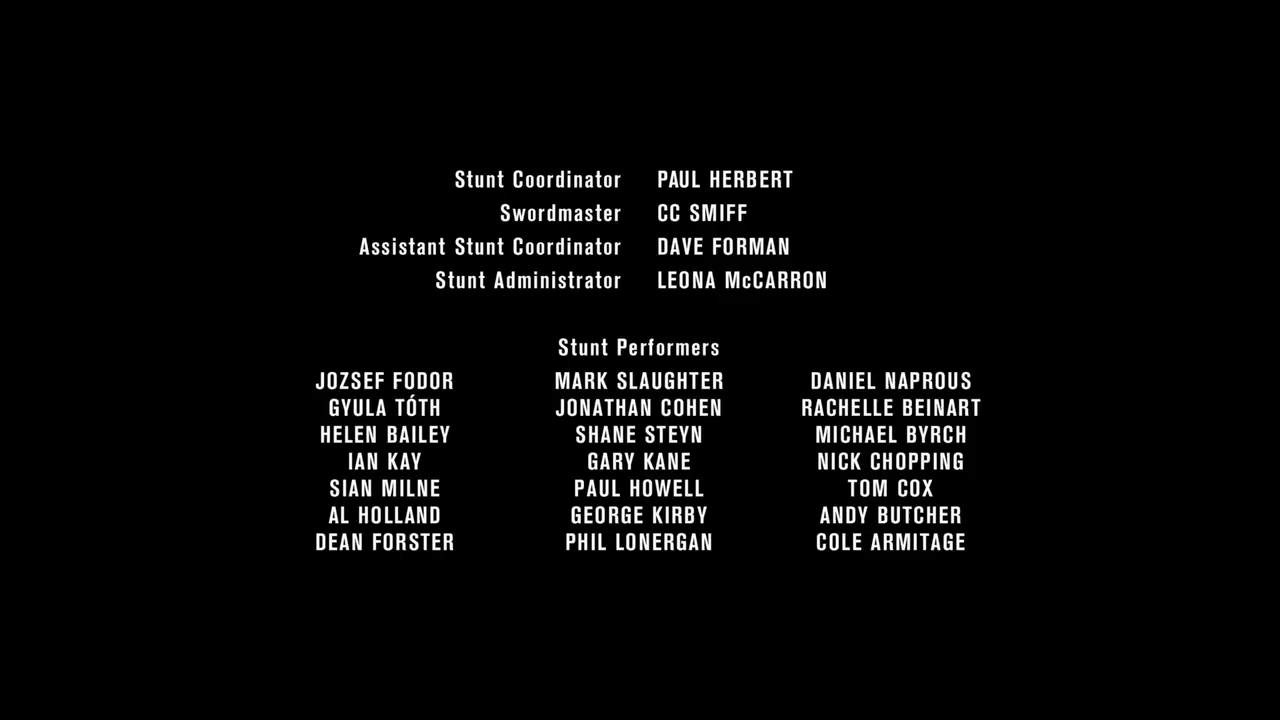 Stunt Coordinator PAUL HERBERT
Swordmaster CC SMIFF
Assistant Stunt Coordinator DAVE FORMAN
Stunt Administrator LEONA McCARRON
Stunt Performers
JOZSEF FODOR MARK SLAUGHTER DANIEL NAPROUS
GYULA TÓTH JONATHAN COHEN RACHELLE BEINART
HELEN BAILEY SHANE STEYN MICHAEL BYRCH
IAN KAY GARY KANE NICK CHOPPING
SIAN MILNE PAUL HOWELL TOM COX
AL HOLLAND GEORGE KIRBY ANDY BUTCHER
DEAN FORSTER PHIL LONERGAN COLE ARMITAGE